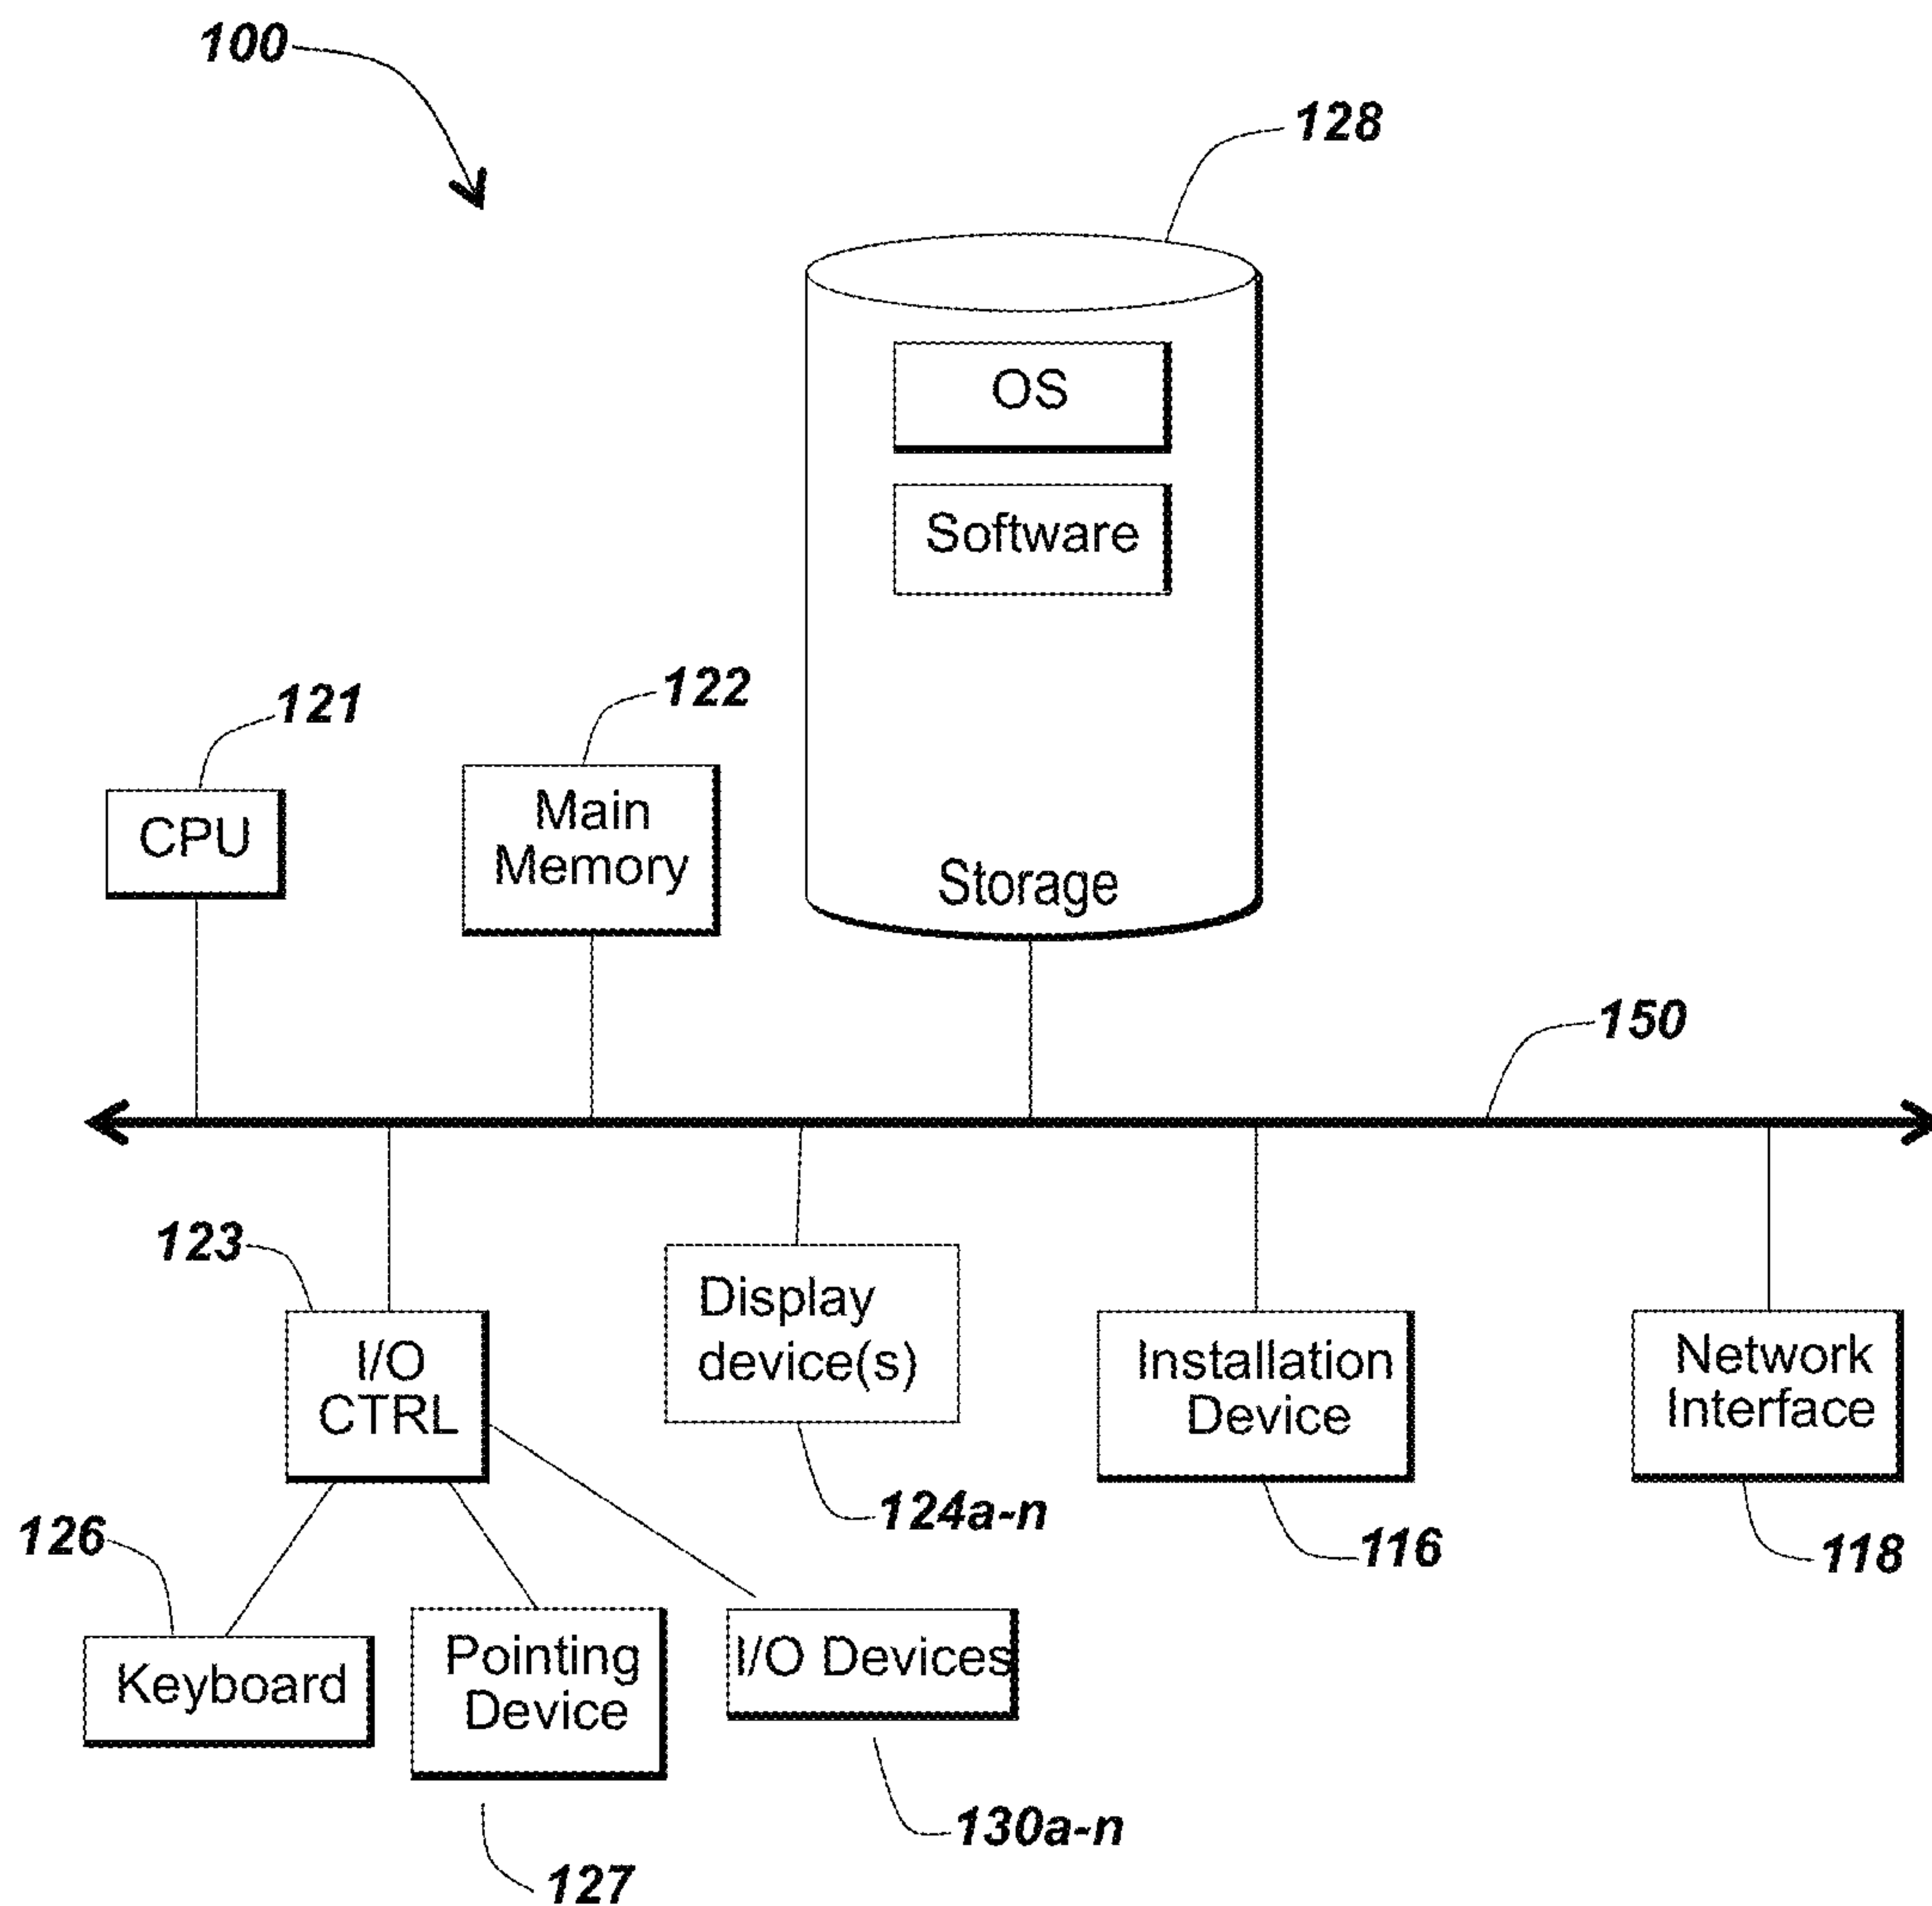 100
128
OS
Software
121
122
CPU
Main
Memory
Storage
150
123
I/O
CTRL
Display
device(s)
Installation
Device
Network
Interface
124a-n
116
118
126
Keyboard
Pointing
Device
I/O Devices
130a-n
127